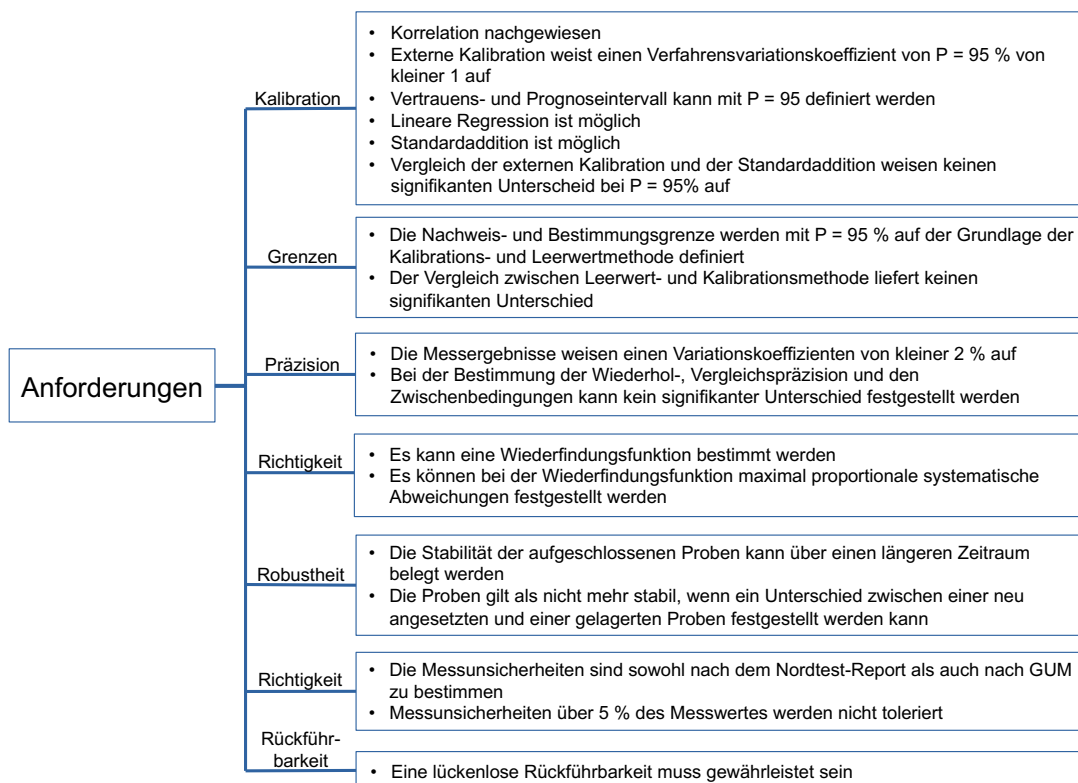 Anforderungen
Kalibration
• Korrelation nachgewiesen
• Externe Kalibration weist einen Verfahrensvariationskoeffizient von P = 95 % von
kleiner 1 auf
• Vertrauens- und Prognoseintervall kann mit P = 95 definiert werden
• Lineare Regression ist möglich
• Standardaddition ist möglich
• Vergleich der externen Kalibration und der Standardaddition weisen keinen
signifikanten Unterscheid bei P = 95% auf
Grenzen
• Die Nachweis- und Bestimmungsgrenze werden mit P = 95 % auf der Grundlage der
Kalibrations- und Leerwertmethode definiert
• Der Vergleich zwischen Leerwert- und Kalibrationsmethode liefert keinen
signifikanten Unterschied
Präzision
• Die Messergebnisse weisen einen Variationskoeffizienten von kleiner 2 % auf
• Bei der Bestimmung der Wiederhol-, Vergleichspräzision und den
Zwischenbedingungen kann kein signifikanter Unterschied festgestellt werden
Richtigkeit
• Es kann eine Wiederfindungsfunktion bestimmt werden
• Es können bei der Wiederfindungsfunktion maximal proportionale systematische
Abweichungen festgestellt werden
Robustheit
• Die Stabilität der aufgeschlossenen Proben kann über einen längeren Zeitraum
belegt werden
• Die Proben gilt als nicht mehr stabil, wenn ein Unterschied zwischen einer neu
angesetzten und einer gelagerten Proben festgestellt werden kann
Richtigkeit
• Die Messunsicherheiten sind sowohl nach dem Nordtest-Report als auch nach GUM
zu bestimmen
• Messunsicherheiten über 5 % des Messwertes werden nicht toleriert
Rückführ-
barkeit
• Eine lückenlose Rückführbarkeit muss gewährleistet sein